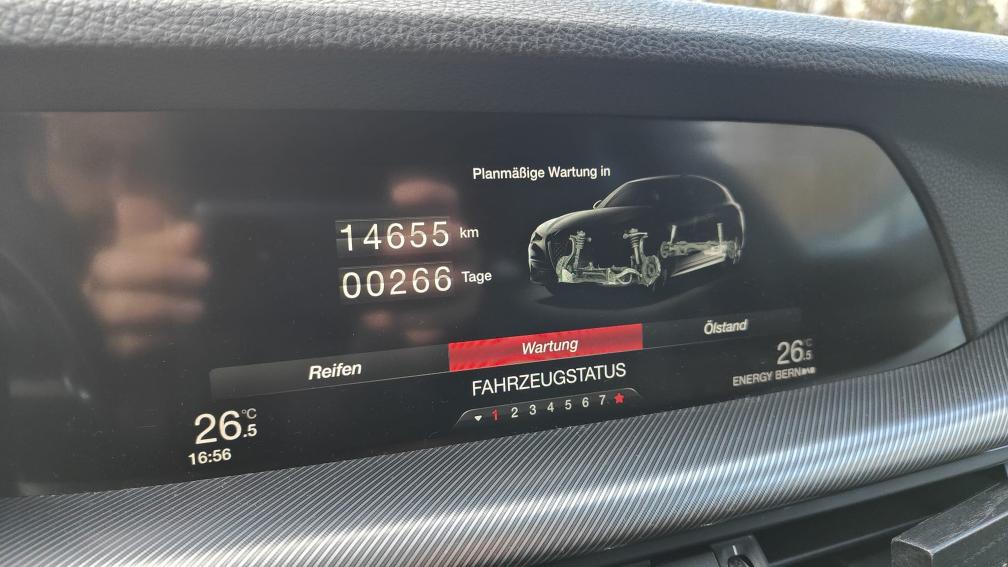 Planmäßige Wartung in
14655 km
00266 Tage
Reifen
Wartung
Ölstand
FAHRZEUGSTATUS
1 2 3 4 5 6 7
26.5 °C
16:56
26.5
ENERGY BERN DAB